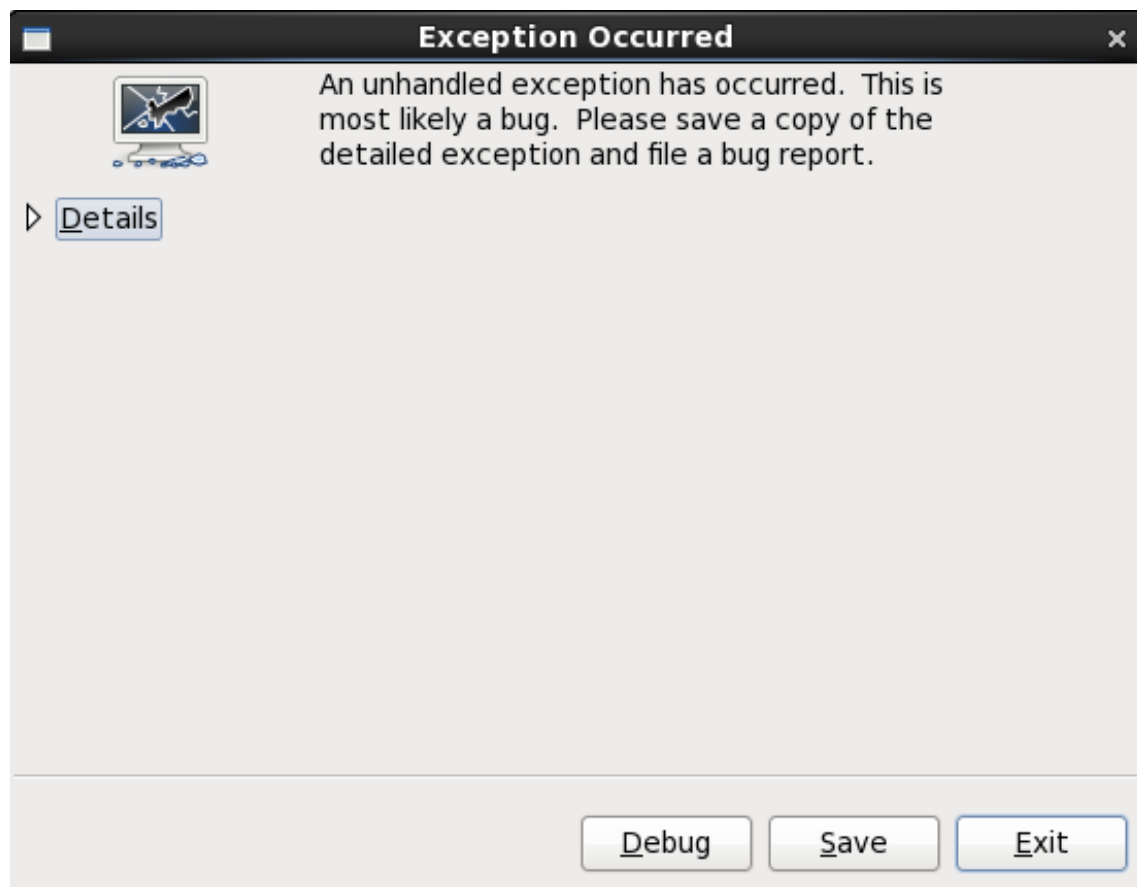 Exception Occurred
An unhandled exception has occurred.  This is
most likely a bug.  Please save a copy of the
detailed exception and file a bug report.
Details
Debug
Save
Exit